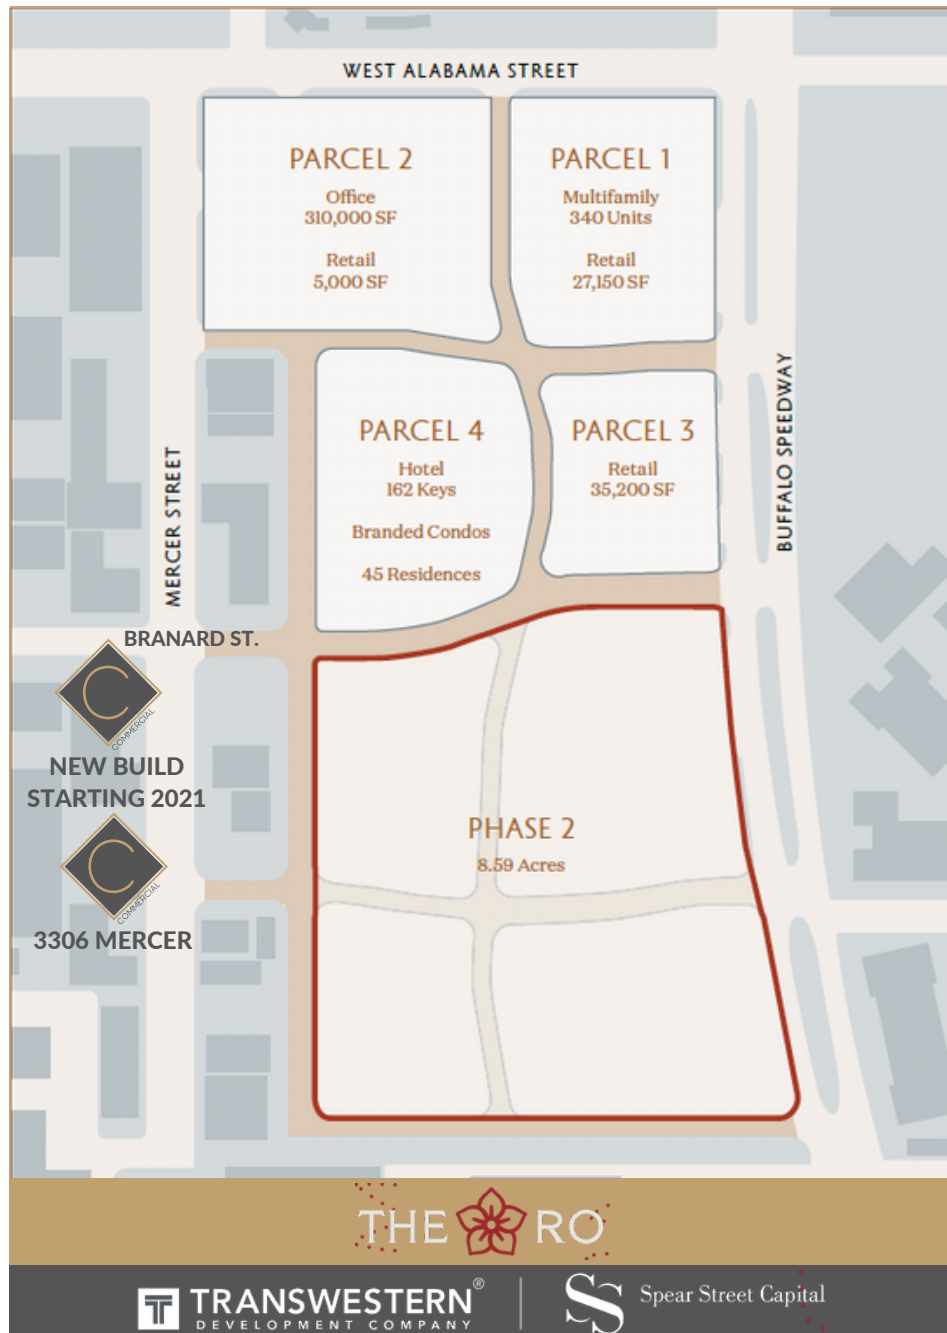 WEST ALABAMA STREET
PARCEL 2
Office
310,000 SF
Retail
5,000 SF
PARCEL 1
Multifamily
340 Units
Retail
27,150 SF
PARCEL 4
Hotel
162 Keys
Branded Condos
45 Residences
PARCEL 3
Retail
35,200 SF
MERCER STREET
BUFFALO SPEEDWAY
BRANARD ST.
C
COMMERCIAL
NEW BUILD
STARTING 2021
C
COMMERCIAL
3306 MERCER
PHASE 2
8.59 Acres
THE RO
T TRANSWESTERN®
DEVELOPMENT COMPANY
SS Spear Street Capital